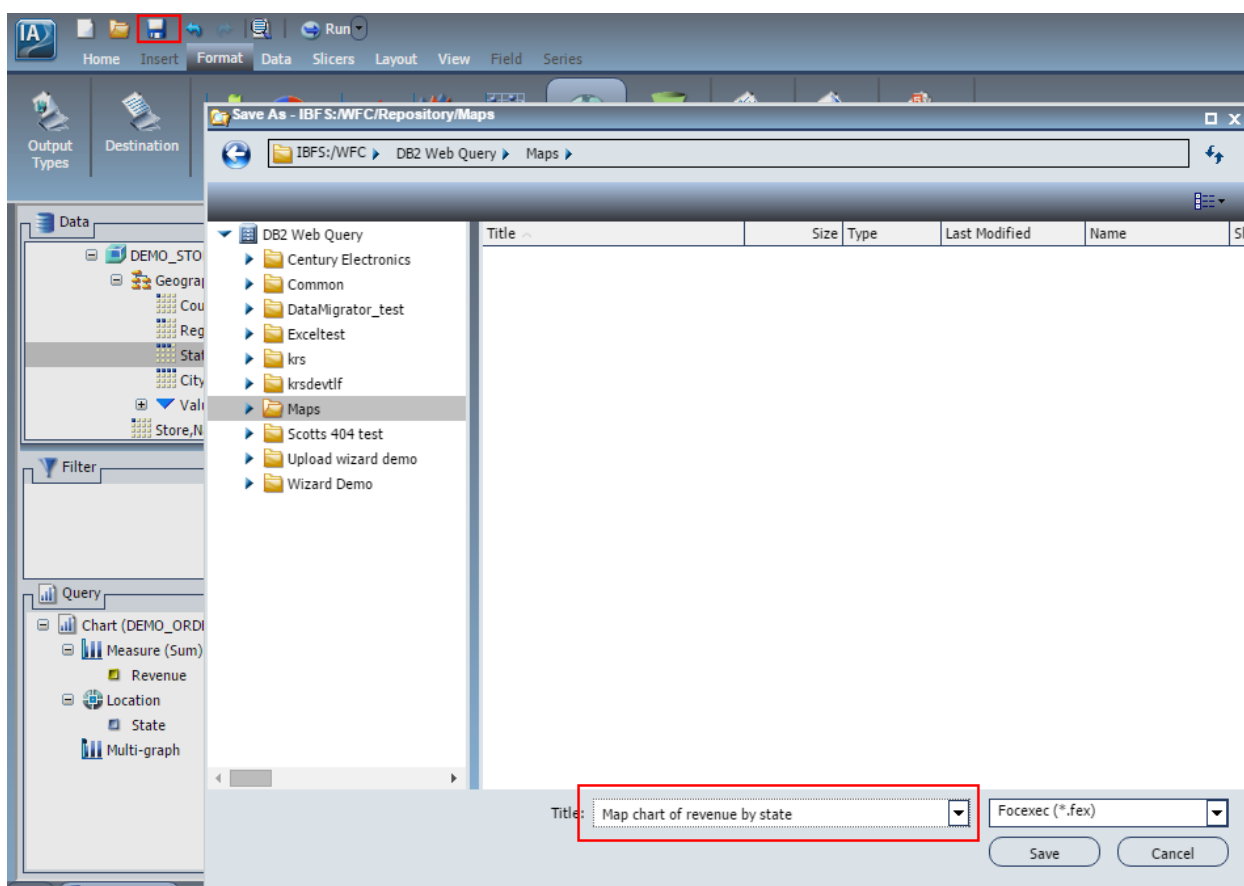 IA
Run
Home Insert Format Data Slicers Layout View Field Series
Output Types
Destination
Save As - IBFS:/WFC/Repository/Maps
IBFS:/WFC DB2 Web Query Maps
Data
DEMO_STO
Geogra
Cou
Reg
Stat
City
Valu
Store,N
Filter
Query
Chart (DEMO_ORD
Measure (Sum)
Revenue
Location
State
Multi-graph
DB2 Web Query
Century Electronics
Common
DataMigrator_test
Exceltest
krs
krsdevtlf
Maps
Scotts 404 test
Upload wizard demo
Wizard Demo
Title Size Type Last Modified Name
Title: Map chart of revenue by state Focexec (*.fex)
Save Cancel